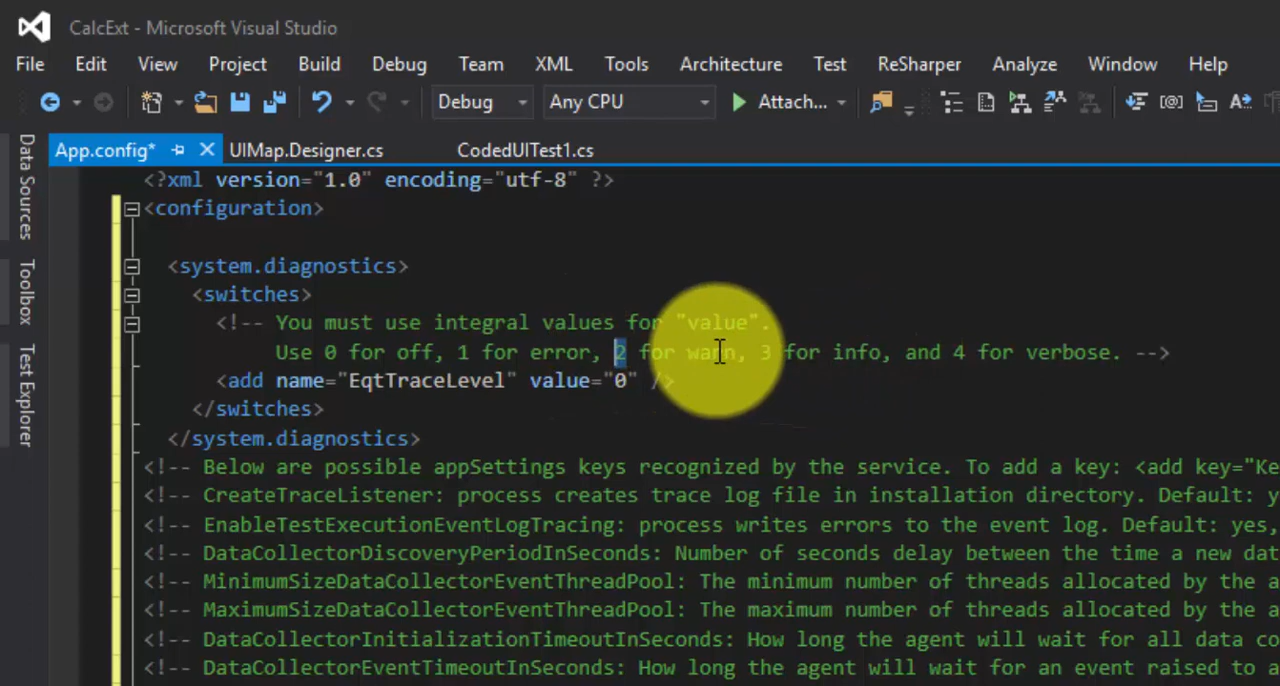 CalcExt - Microsoft Visual Studio
File Edit View Project Build Debug Team XML Tools Architecture Test ReSharper Analyze Window Help
Debug Any CPU Attach...
App.config* UIMap.Designer.cs CodedUITest1.cs
Data Sources
Toolbox
Test Explorer
<?xml version="1.0" encoding="utf-8" ?>
<configuration>
<system.diagnostics>
<switches>
<!-- You must use integral values for "value".
Use 0 for off, 1 for error, 2 for warn, 3 for info, and 4 for verbose. -->
<add name="EqtTraceLevel" value="0" />
</switches>
</system.diagnostics>
<!-- Below are possible appSettings keys recognized by the service. To add a key: <add key="Ke
<!-- CreateTraceListener: process creates trace log file in installation directory. Default: y
<!-- EnableTestExecutionEventLogTracing: process writes errors to the event log. Default: yes,
<!-- DataCollectorDiscoveryPeriodInSeconds: Number of seconds delay between the time a new dat
<!-- MinimumSizeDataCollectorEventThreadPool: The minimum number of threads allocated by the a
<!-- MaximumSizeDataCollectorEventThreadPool: The maximum number of threads allocated by the a
<!-- DataCollectorInitializationTimeoutInSeconds: How long the agent will wait for all data co
<!-- DataCollectorEventTimeoutInSeconds: How long the agent will wait for an event raised to a